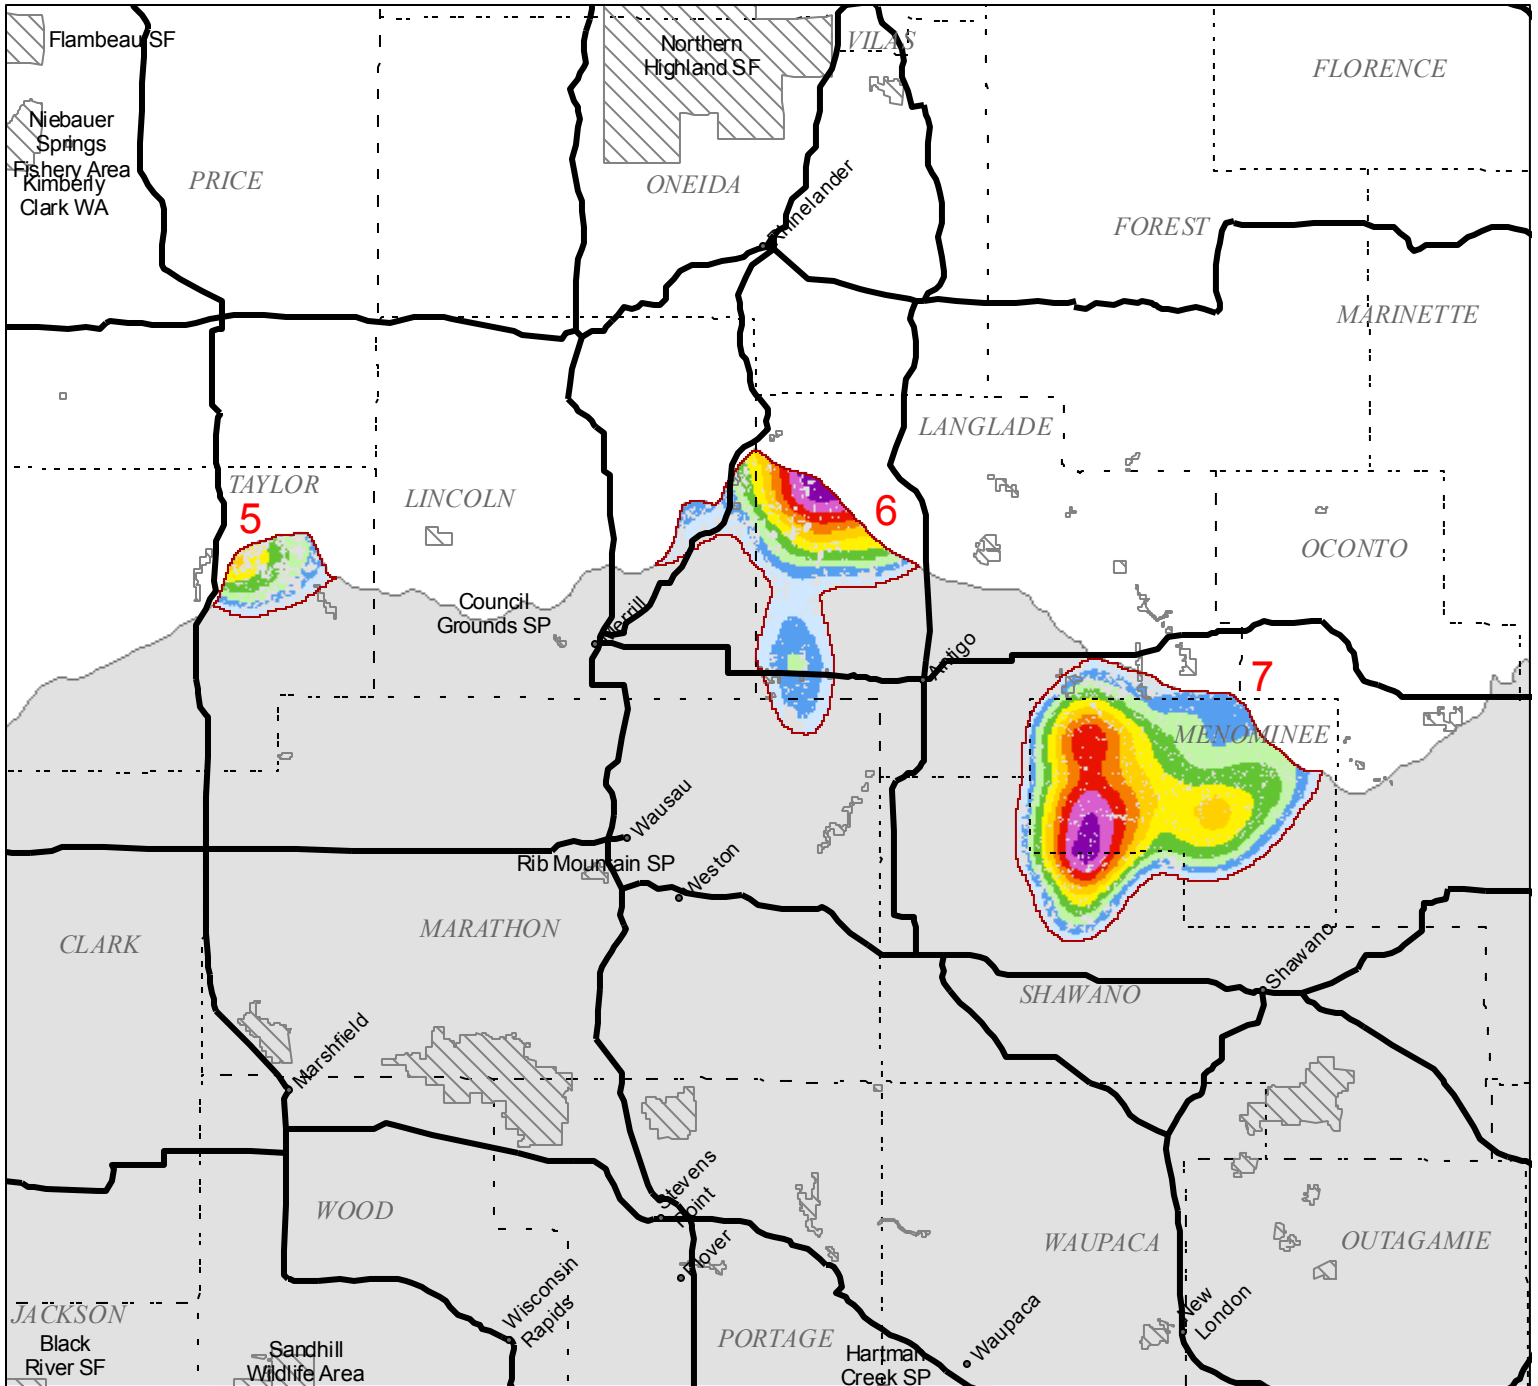 Flambeau SF
Northern
Highland SF
VILAS
FLORENCE
Niebauer
Springs
Fishery Area
Kimberly
Clark WA
PRICE
ONEIDA
Rhinelander
FOREST
MARINETTE
LANGLADE
TAYLOR
LINCOLN
5
6
OCONTO
Council
Grounds SP
Merrill
Antigo
7
MENOMINEE
Wausau
Rib Mountain SP
Weston
MARATHON
CLARK
Shawano
SHAWANO
Marshfield
Stevens
Point
WOOD
Plover
WAUPACA
OUTAGAMIE
Wisconsin
Rapids
JACKSON
Black
River SF
Sandhill
Wildlife Area
PORTAGE
Hartman
Creek SP
Waupaca
New
London